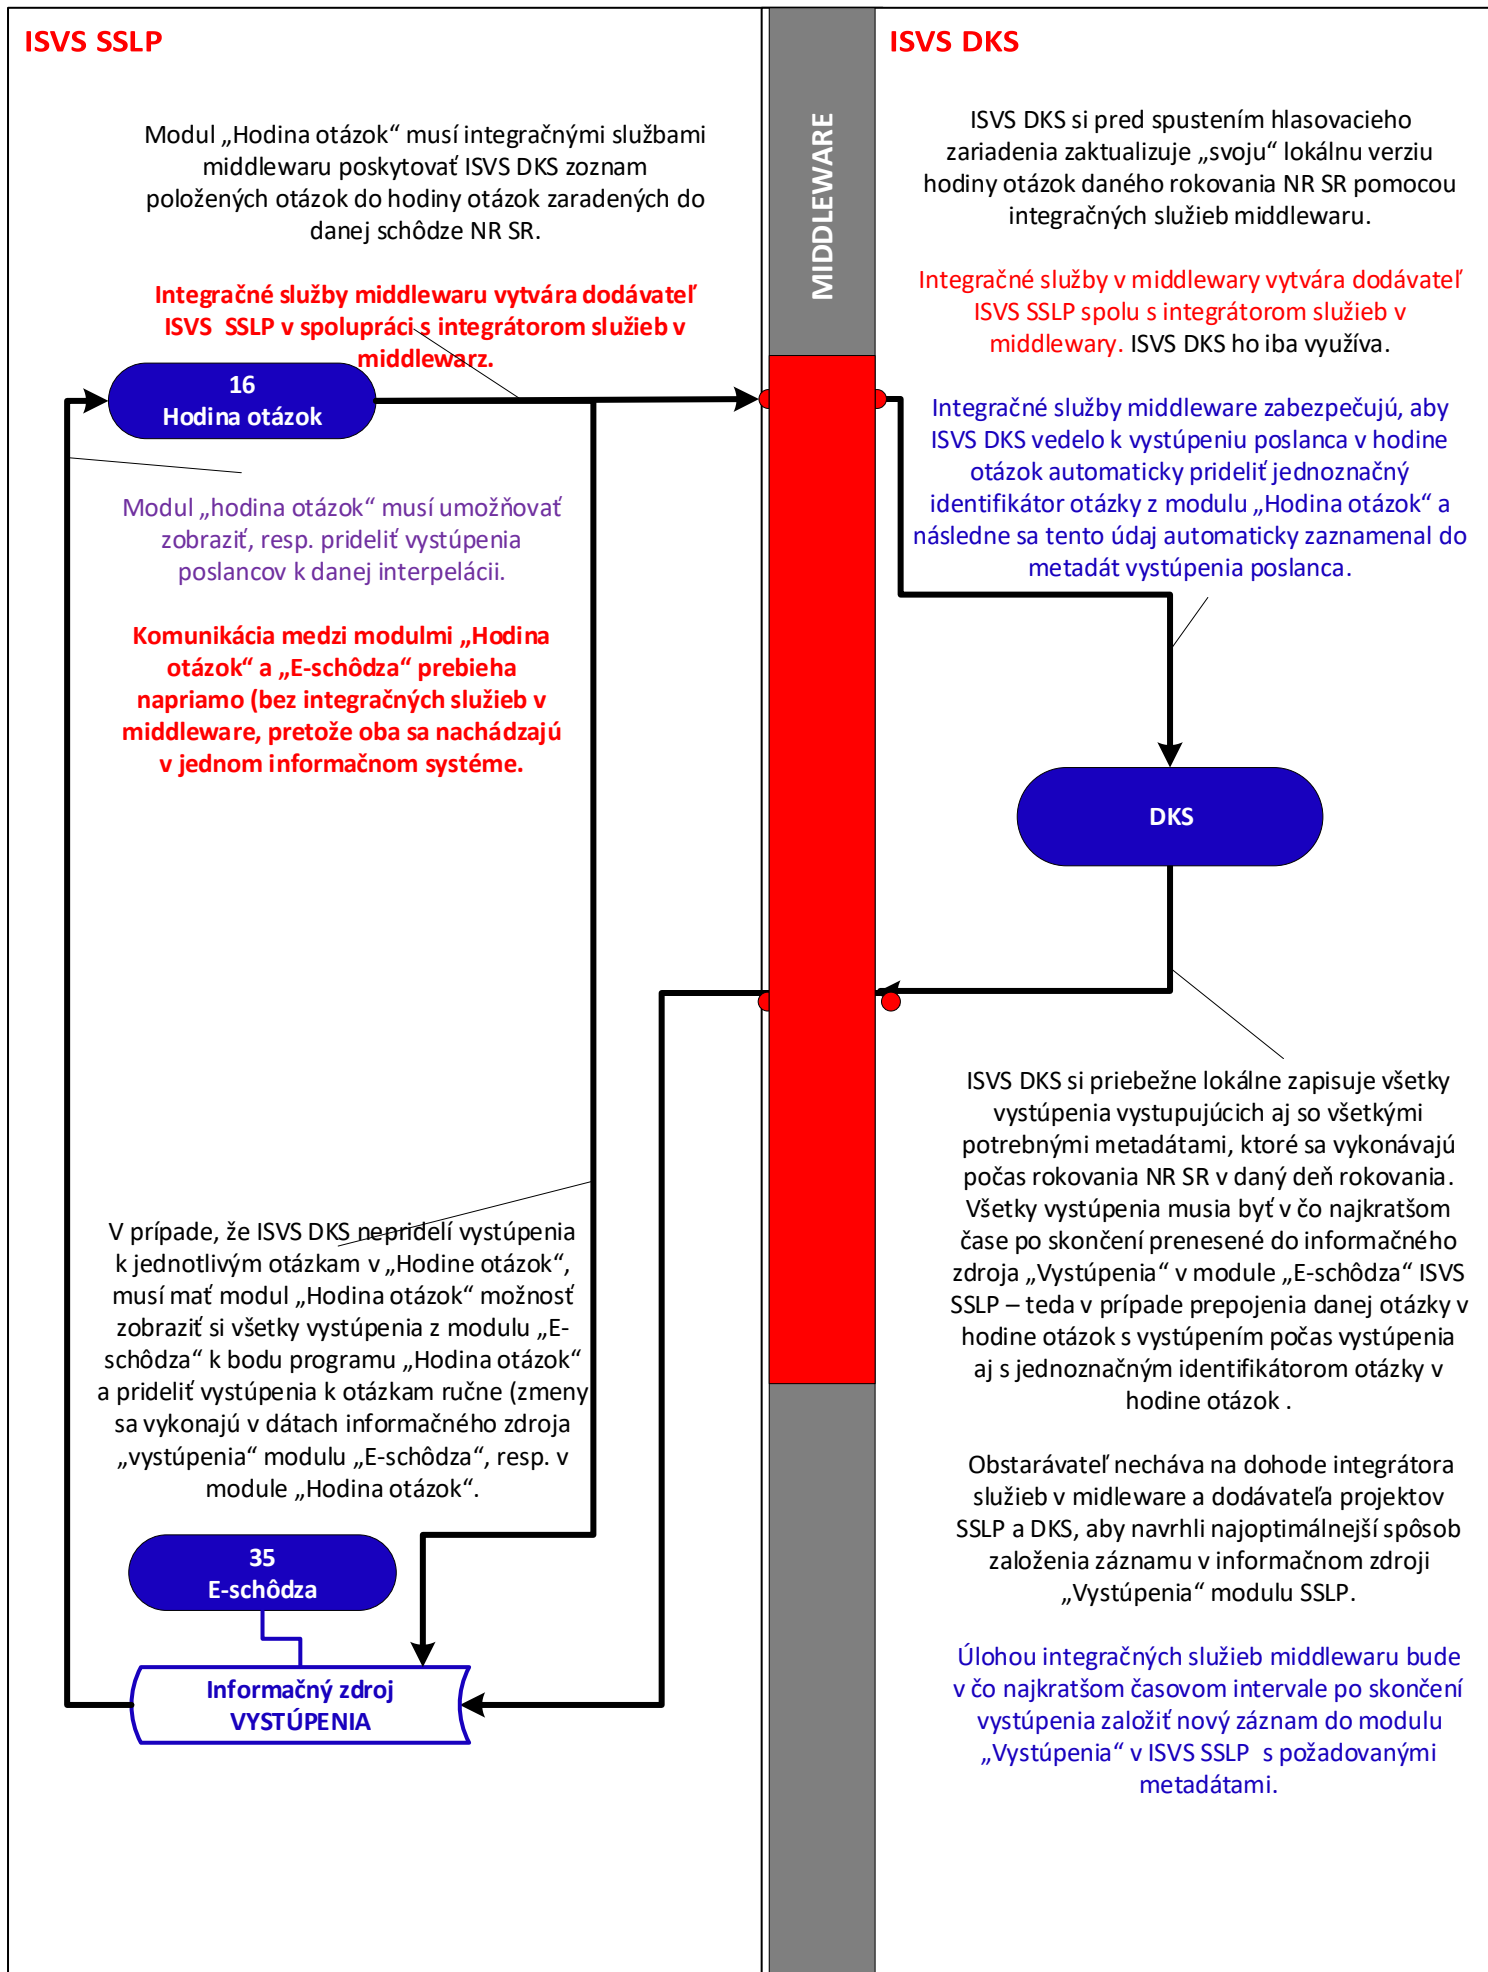 ISVS SSLP
Modul „Hodina otázok“ musí integračnými službami
middlewaru poskytovať ISVS DKS zoznam
položených otázok do hodiny otázok zaradených do
danej schôdze NR SR.
Integračné služby middlewaru vytvára dodávateľ
ISVS  SSLP v spolupráci s integrátorom služieb v
middlewarz.
16
Hodina otázok
Modul „hodina otázok“ musí umožňovať
zobraziť, resp. prideliť vystúpenia
poslancov k danej interpelácii.
Komunikácia medzi modulmi „Hodina
otázok“ a „E-schôdza“ prebieha
napriamo (bez integračných služieb v
middleware, pretože oba sa nachádzajú
v jednom informačnom systéme.
V prípade, že ISVS DKS nepridelí vystúpenia
k jednotlivým otázkam v „Hodine otázok“,
musí mať modul „Hodina otázok“ možnosť
zobraziť si všetky vystúpenia z modulu „E-
schôdza“ k bodu programu „Hodina otázok“
a prideliť vystúpenia k otázkam ručne (zmeny
sa vykonajú v dátach informačného zdroja
„vystúpenia“ modulu „E-schôdza“, resp. v
module „Hodina otázok“.
35
E-schôdza
Informačný zdroj
VYSTÚPENIA
MIDDLEWARE
ISVS DKS
ISVS DKS si pred spustením hlasovacieho
zariadenia zaktualizuje „svoju“ lokálnu verziu
hodiny otázok daného rokovania NR SR pomocou
integračných služieb middlewaru.
Integračné služby v middlewary vytvára dodávateľ
ISVS SSLP spolu s integrátorom služieb v
middlewary. ISVS DKS ho iba využíva.
Integračné služby middleware zabezpečujú, aby
ISVS DKS vedelo k vystúpeniu poslanca v hodine
otázok automaticky prideliť jednoznačný
identifikátor otázky z modulu „Hodina otázok“ a
následne sa tento údaj automaticky zaznamenal do
metadát vystúpenia poslanca.
DKS
ISVS DKS si priebežne lokálne zapisuje všetky
vystúpenia vystupujúcich aj so všetkými
potrebnými metadátami, ktoré sa vykonávajú
počas rokovania NR SR v daný deň rokovania.
Všetky vystúpenia musia byť v čo najkratšom
čase po skončení prenesené do informačného
zdroja „Vystúpenia“ v module „E-schôdza“ ISVS
SSLP – teda v prípade prepojenia danej otázky v
hodine otázok s vystúpením počas vystúpenia
aj s jednoznačným identifikátorom otázky v
hodine otázok .
Obstarávateľ necháva na dohode integrátora
služieb v midleware a dodávateľa projektov
SSLP a DKS, aby navrhli najoptimálnejší spôsob
založenia záznamu v informačnom zdroji
„Vystúpenia“ modulu SSLP.
Úlohou integračných služieb middlewaru bude
v čo najkratšom časovom intervale po skončení
vystúpenia založiť nový záznam do modulu
„Vystúpenia“ v ISVS SSLP  s požadovanými
metadátami.